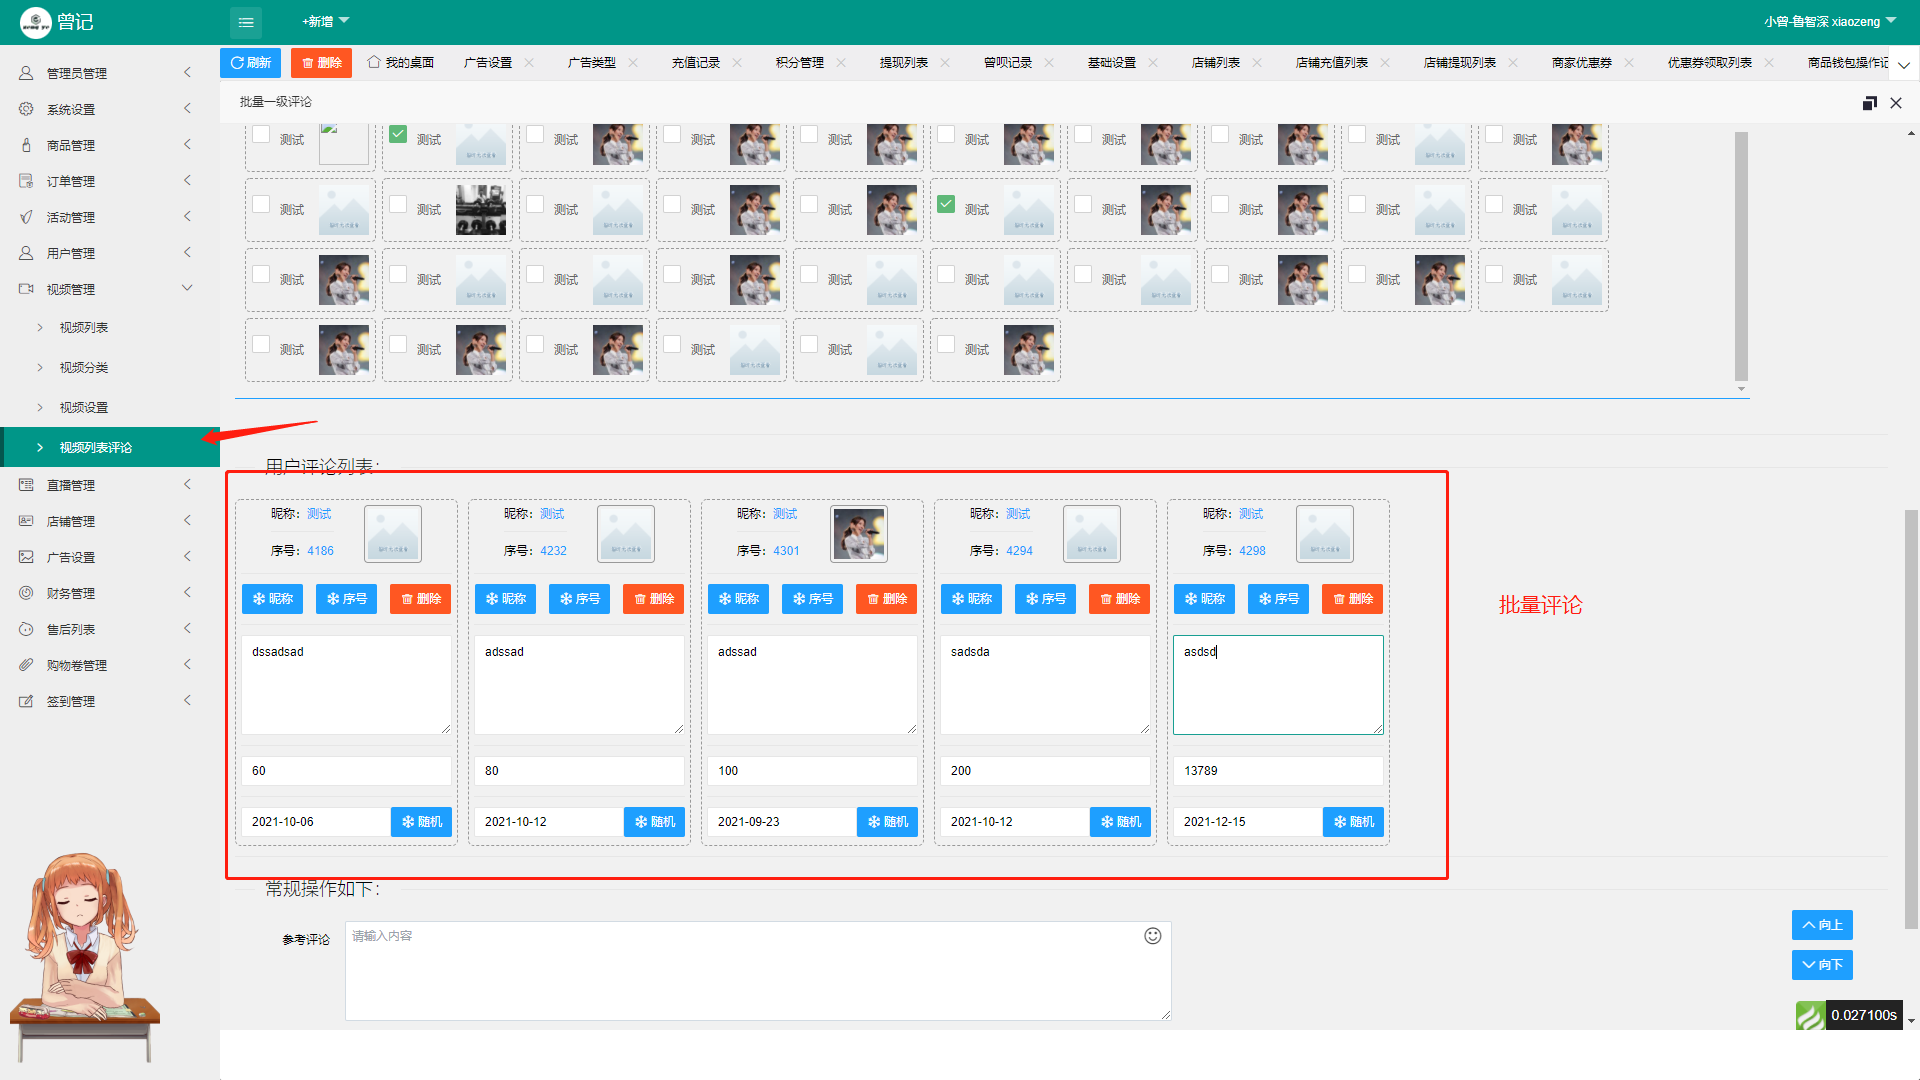 曾记
+新增
小曾-鲁智深 xiaozeng
刷新
删除
我的桌面
广告设置
广告类型
充值记录
积分管理
提现列表
曾呗记录
基础设置
店铺列表
店铺充值列表
店铺提现列表
商家优惠券
优惠券领取列表
商品钱包操作记
管理员管理
系统设置
商品管理
订单管理
活动管理
用户管理
视频管理
视频列表
视频分类
视频设置
视频列表评论
直播管理
店铺管理
广告设置
财务管理
售后列表
购物卷管理
签到管理
批量一级评论
测试 测试 测试 测试 测试 测试 测试 测试 测试 测试
测试 测试 测试 测试 测试 测试 测试 测试 测试 测试
测试 测试 测试 测试 测试 测试 测试 测试 测试 测试
测试 测试 测试 测试 测试 测试
用户评论列表：
昵称：测试 昵称：测试 昵称：测试 昵称：测试 昵称：测试
序号：4186 序号：4232 序号：4301 序号：4294 序号：4298
昵称 序号 删除 昵称 序号 删除 昵称 序号 删除 昵称 序号 删除 昵称 序号 删除
dssadsad adssad adssad sadsda asdsd
60 80 100 200 13789
2021-10-06 随机 2021-10-12 随机 2021-09-23 随机 2021-10-12 随机 2021-12-15 随机
批量评论
常规操作如下：
参考评论
请输入内容
向上
向下
0.027100s